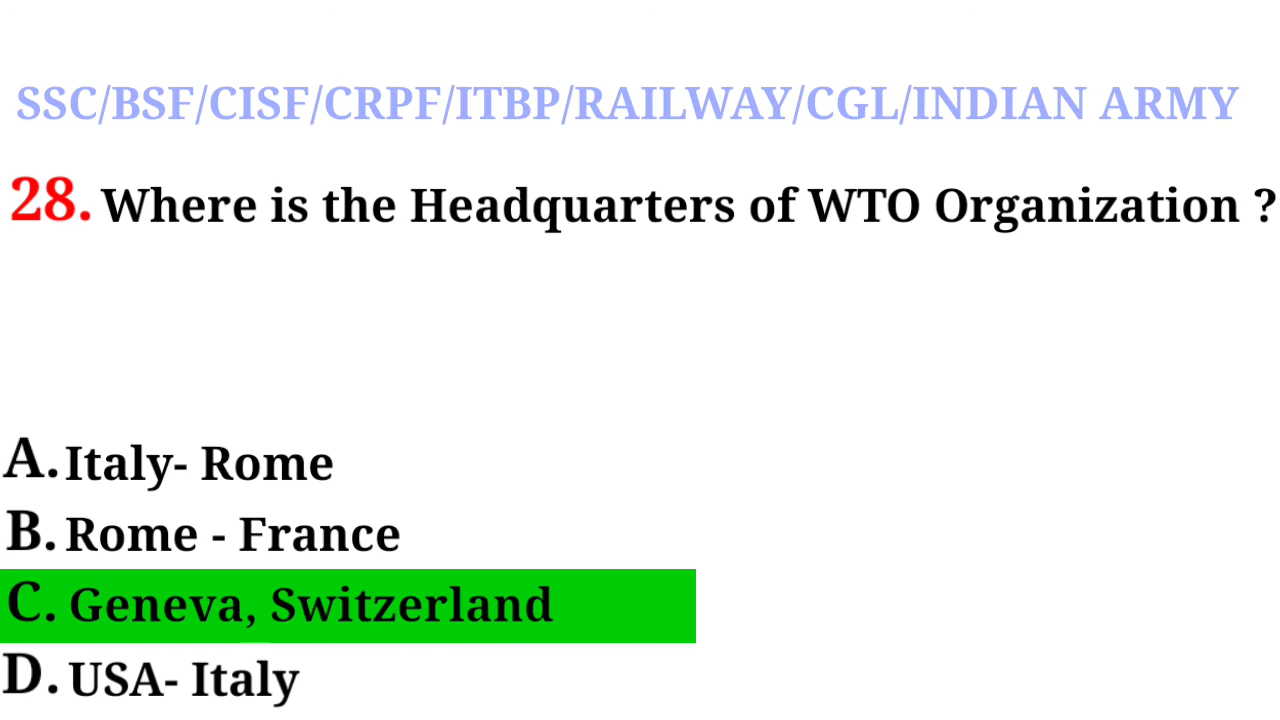 SSC/BSF/CISF/CRPF/ITBP/RAILWAY/CGL/INDIAN ARMY
28. Where is the Headquarters of WTO Organization ?
A. Italy- Rome
B. Rome - France
C. Geneva, Switzerland
D. USA- Italy